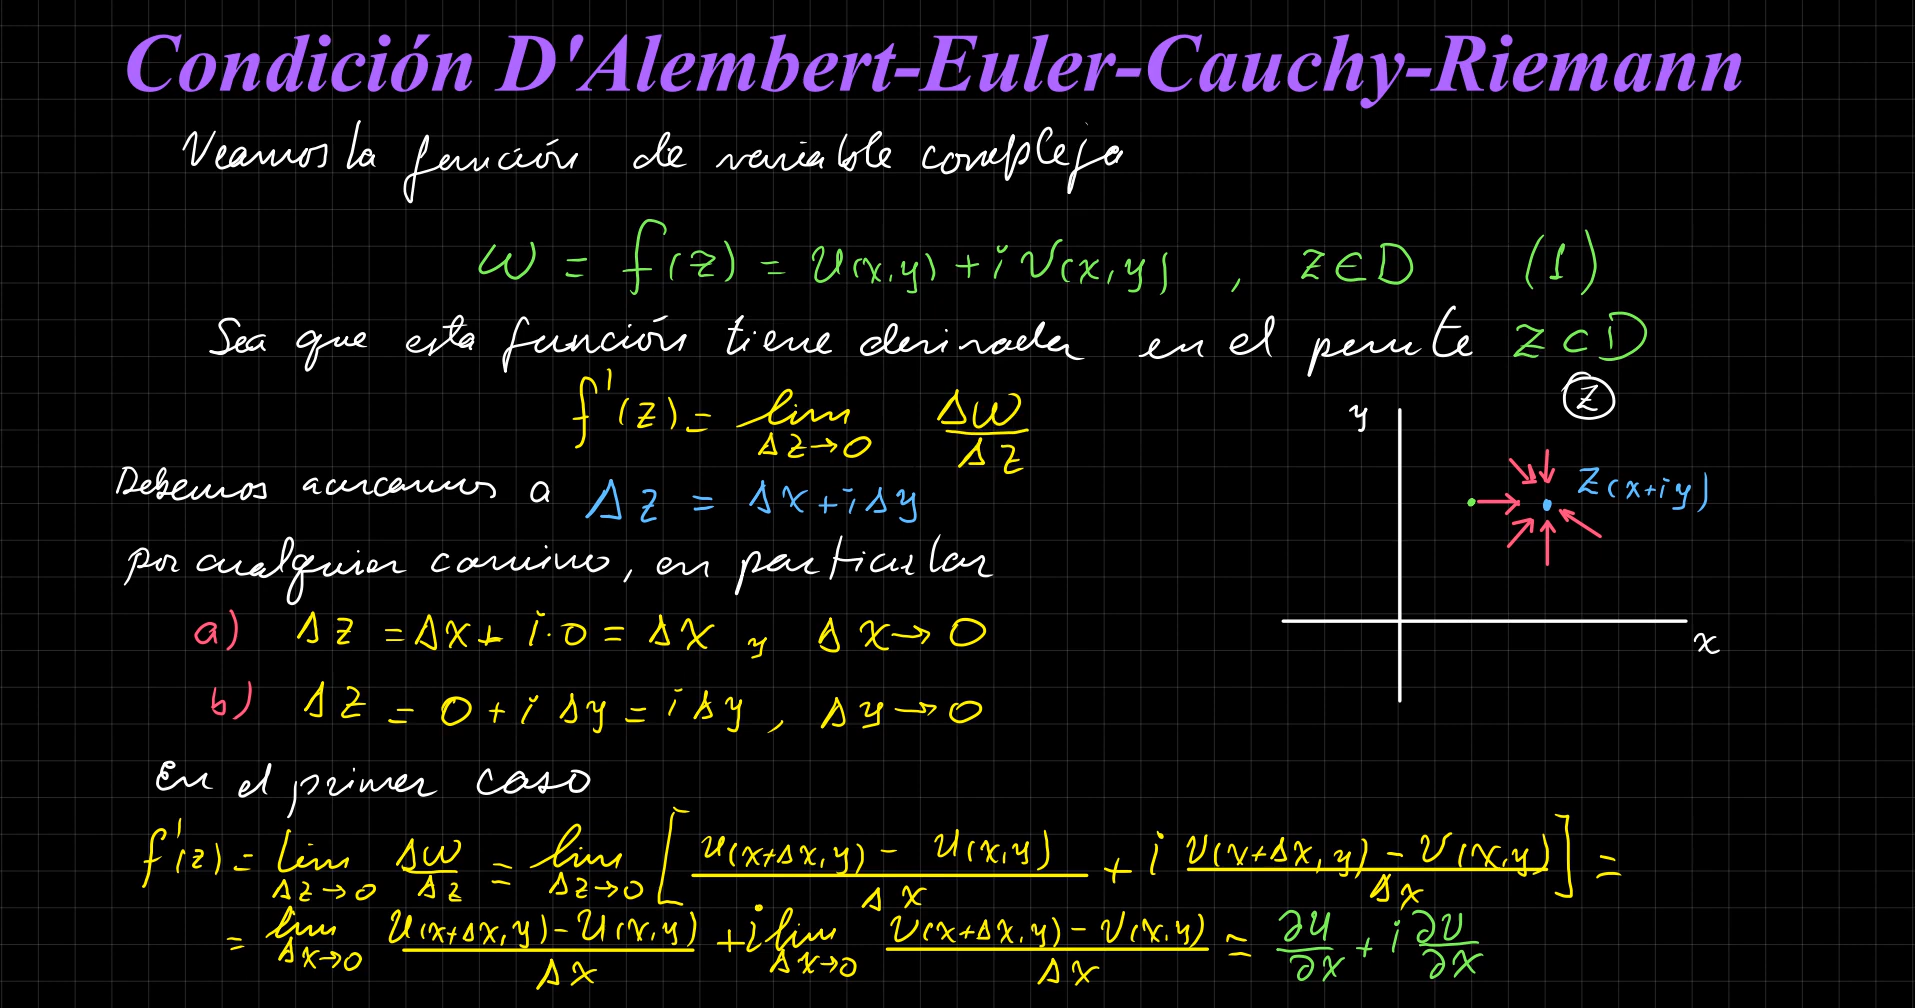 Condición D'Alembert-Euler-Cauchy-Riemann
Veamos la función de variable compleja
w = f(z) = u(x,y) + i v(x,y) , z∈D (1)
Sea que esta función tiene derivada en el punto z⊂D
f'(z) = lim Δz→0 Δw/Δz
Debemos acercarnos a Δz = Δx+iΔy
por cualquier camino, en particular
a) Δz = Δx + i·0 = Δx y Δx→0
b) Δz = 0 + iΔy = iΔy , Δy→0
z
y
z(x+iy)
x
En el primer caso
f'(z) = lim Δz→0 Δw/Δz = lim Δz→0 [ (u(x+Δx,y) - u(x,y))/Δx + i (v(x+Δx,y) - v(x,y))/Δx ] =
= lim Δx→0 (u(x+Δx,y) - u(x,y))/Δx + i lim Δx→0 (v(x+Δx,y) - v(x,y))/Δx = ∂u/∂x + i ∂v/∂x